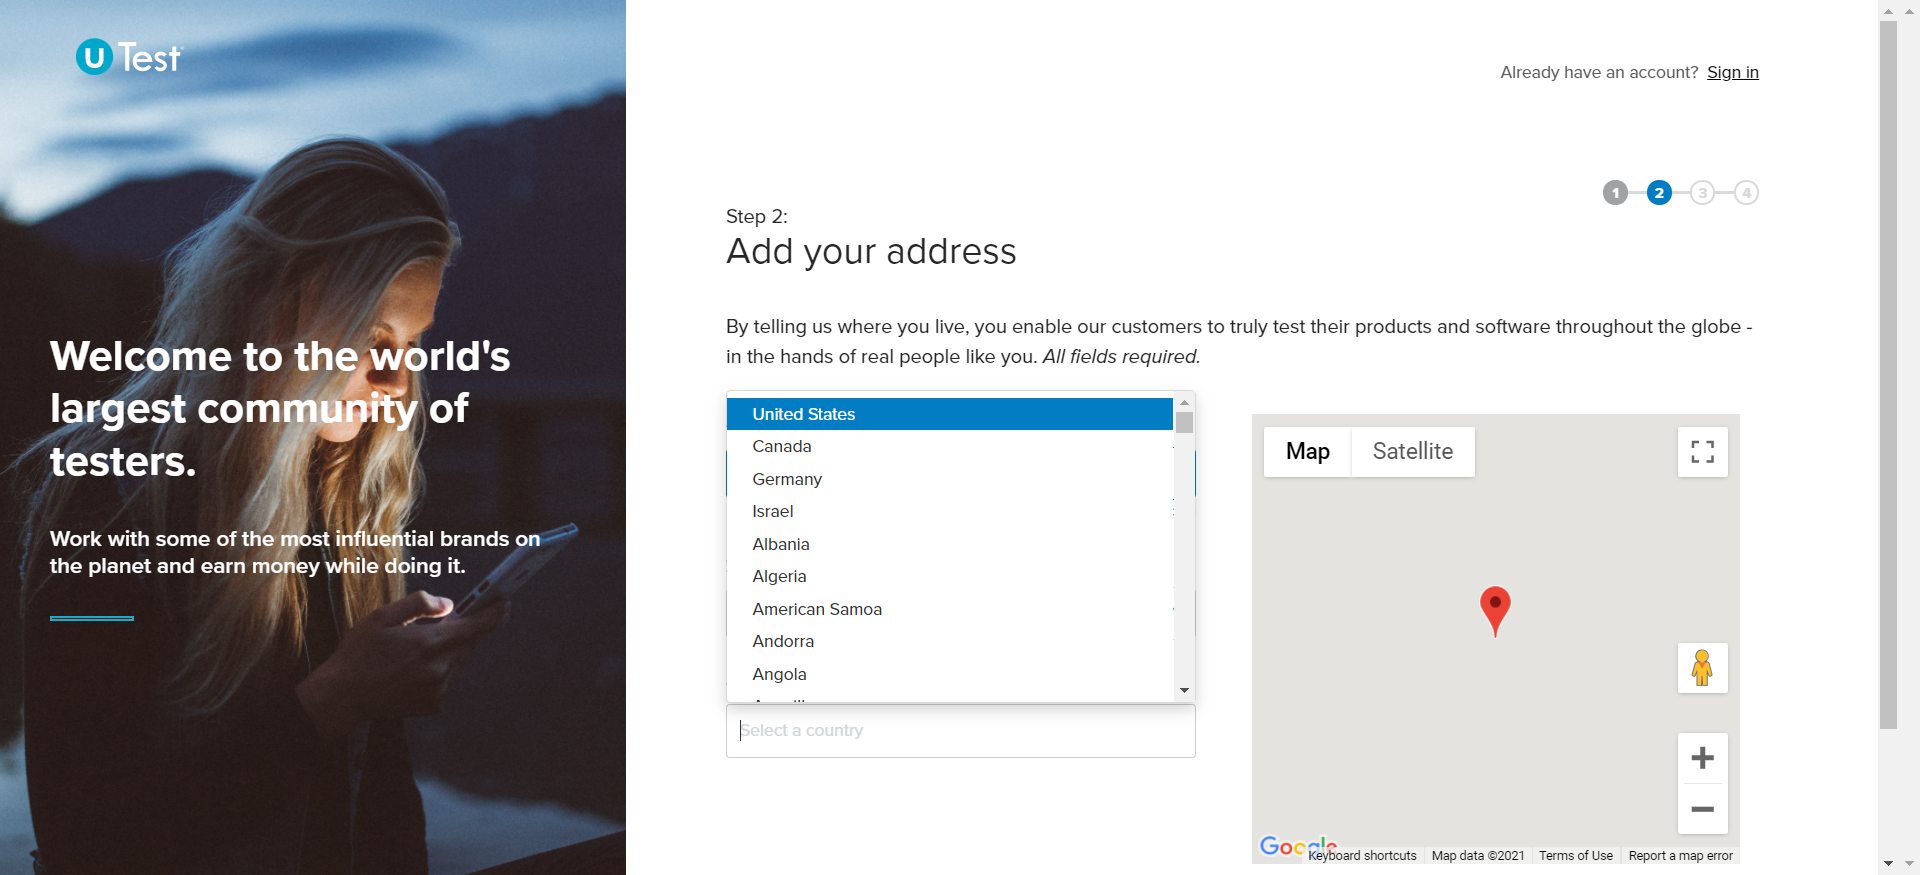 U Test
Already have an account? Sign in
1 2 3 4
Step 2:
Add your address
By telling us where you live, you enable our customers to truly test their products and software throughout the globe -
in the hands of real people like you. All fields required.
Welcome to the world's
largest community of
testers.
Work with some of the most influential brands on
the planet and earn money while doing it.
United States
Canada
Germany
Israel
Albania
Algeria
American Samoa
Andorra
Angola
Select a country
Map
Satellite
Google
Keyboard shortcuts
Map data ©2021
Terms of Use
Report a map error